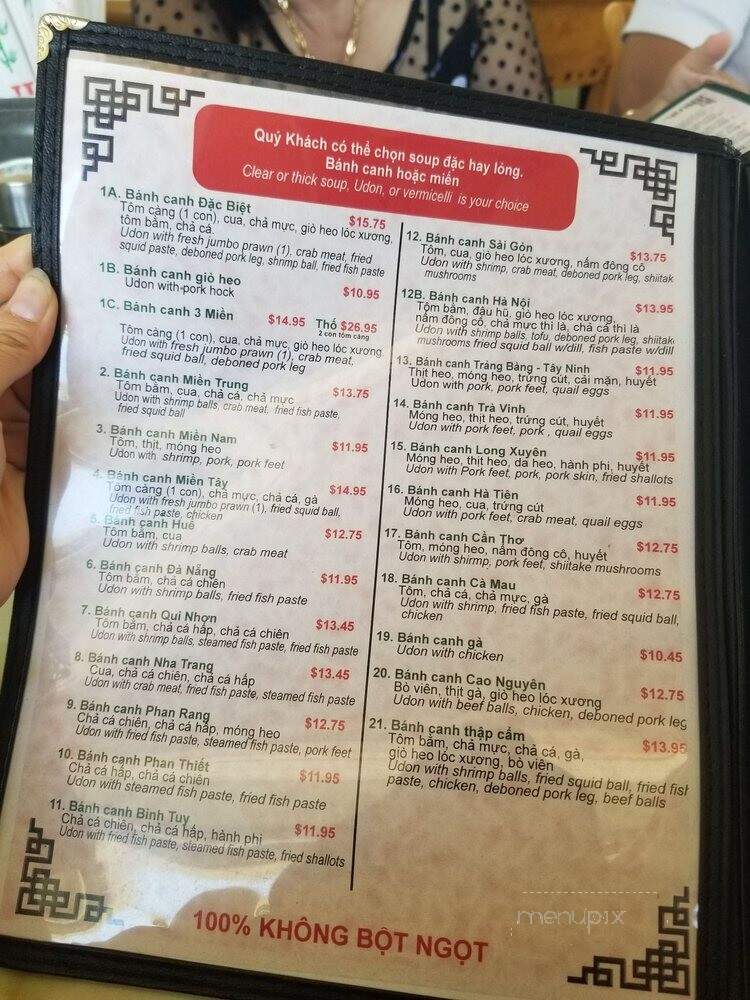 Quý Khách có thể chọn soup đặc hay lỏng.
Bánh canh hoặc miến
Clear or thick soup, Udon, or vermicelli is your choice
1A. Bánh canh Đặc Biệt $15.75
Tôm càng (1 con), cua, chả mực, giò heo lóc xương,
tôm bằm, chả cá
Udon with fresh jumbo prawn (1), crab meat, fried
squid paste, deboned pork leg, shrimp ball, fried fish paste
1B. Bánh canh giò heo
Udon with-pork hock $10.95
1C. Bánh canh 3 Miền $14.95 Thố $26.95
2 con tôm càng
Tôm càng (1 con), cua, chả mực, giò heo lóc xương
Udon with fresh jumbo prawn (1), crab meat,
fried squid ball, deboned pork leg
2. Bánh canh Miền Trung
Tôm bằm, cua, chả cá, chả mực $13.75
Udon with shrimp balls, crab meat, fried fish paste,
fried squid ball
3. Bánh canh Miền Nam
Tôm, thịt, móng heo $11.95
Udon with shrimp, pork, pork feet
4. Bánh canh Miền Tây
Tôm càng (1 con), chả mực, chả cá, gà $14.95
Udon with fresh jumbo prawn (1), fried squid ball,
fried fish paste, chicken
5. Bánh canh Huế
Tôm bằm, cua $12.75
Udon with shrimp balls, crab meat
6. Bánh canh Đà Nẵng
Tôm bằm, chả cá chiên $11.95
Udon with shrimp balls, fried fish paste
7. Bánh canh Qui Nhơn
Tôm bằm, chả cá hấp, chả cá chiên $13.45
Udon with shrimp balls, steamed fish paste, fried fish paste
8. Bánh canh Nha Trang
Cua, chả cá chiên, chả cá hấp $13.45
Udon with crab meat, fried fish paste, steamed fish paste
9. Bánh canh Phan Rang
Chả cá chiên, chả cá hấp, móng heo $12.75
Udon with fried fish paste, steamed fish paste, pork feet
10. Bánh canh Phan Thiết
Chả cá hấp, chả cá chiên $11.95
Udon with steamed fish paste, fried fish paste
11. Bánh canh Bình Tuy
Chả cá chiên, chả cá hấp, hành phi $11.95
Udon with fried fish paste, steamed fish paste, fried shallots
12. Bánh canh Sài Gòn
Tôm, cua, giò heo lóc xương, nấm đông cô $13.75
Udon with shrimp, crab meat, deboned pork leg, shiitak
mushrooms
12B. Bánh canh Hà Nội
Tôm bằm, đậu hũ, giò heo lóc xương, $13.95
nấm đông cô, chả mực thì là, chả cá thì là
Udon with shrimp balls, tofu, deboned pork leg, shiitak
mushrooms fried squid ball w/dill, fish paste w/dill
13. Bánh canh Trảng Bàng - Tây Ninh
Thịt heo, móng heo, trứng cút, cải mặn, huyết $11.95
Udon with pork, pork feet, quail eggs
14. Bánh canh Trà Vinh
Móng heo, thịt heo, trứng cút, huyết $11.95
Udon with pork feet, pork , quail eggs
15. Bánh canh Long Xuyên
Móng heo, thịt heo, da heo, hành phi, huyết $11.95
Udon with Pork feet, pork, pork skin, fried shallots
16. Bánh canh Hà Tiên
Móng heo, cua, trứng cút $11.95
Udon with pork feet, crab meat, quail eggs
17. Bánh canh Cần Thơ
Tôm, móng heo, nấm đông cô, huyết $12.75
Udon with shirmp, pork feet, shiitake mushrooms
18. Bánh canh Cà Mau
Tôm, chả cá, chả mực, gà $12.75
Udon with shrimp, fried fish paste, fried squid ball,
chicken
19. Bánh canh gà
Udon with chicken $10.45
20. Bánh canh Cao Nguyên
Bò viên, thịt gà, giò heo lóc xương $12.75
Udon with beef balls, chicken, deboned pork leg
21. Bánh canh thập cẩm
Tôm bằm, chả mực, chả cá, gà, $13.95
giò heo lóc xương, bò viên
Udon with shrimp balls, fried squid ball, fried fish
paste, chicken, deboned pork leg, beef balls
100% KHÔNG BỘT NGỌT
menupix